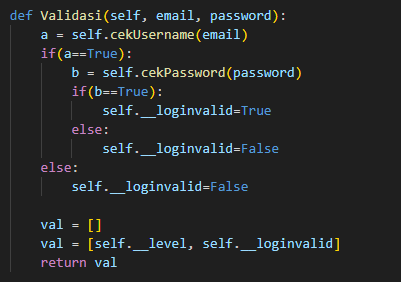 def Validasi(self, email, password):
    a = self.cekUsername(email)
    if(a==True):
        b = self.cekPassword(password)
        if(b==True):
            self.__loginvalid=True
        else:
            self.__loginvalid=False
    else:
        self.__loginvalid=False
    val = []
    val = [self.__level, self.__loginvalid]
    return val